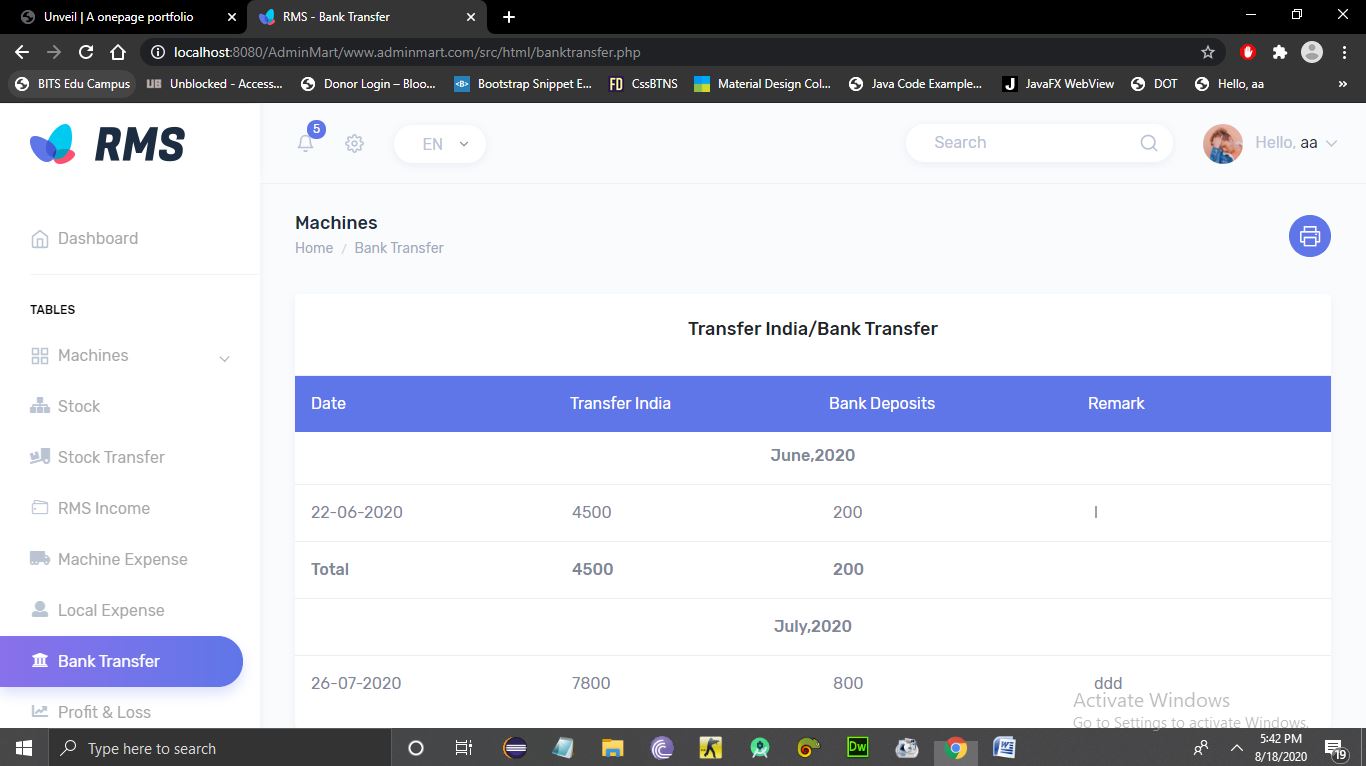 Unveil | A onepage portfolio
RMS - Bank Transfer
localhost:8080/AdminMart/www.adminmart.com/src/html/banktransfer.php
BITS Edu Campus
UB Unblocked - Access...
Donor Login – Bloo...
<B> Bootstrap Snippet E...
FD CssBTNS
Material Design Col...
Java Code Example...
J JavaFX WebView
DOT
Hello, aa
»
RMS
5
EN
Search
Hello, aa
Dashboard
TABLES
Machines
Stock
Stock Transfer
RMS Income
Machine Expense
Local Expense
Bank Transfer
Profit & Loss
Machines
Home / Bank Transfer
Transfer India/Bank Transfer
Date Transfer India Bank Deposits Remark
June,2020
22-06-2020 4500 200 l
Total 4500 200
July,2020
26-07-2020 7800 800 ddd
Activate Windows
Go to Settings to activate Windows.
Type here to search
Dw
W
5:42 PM
8/18/2020
19